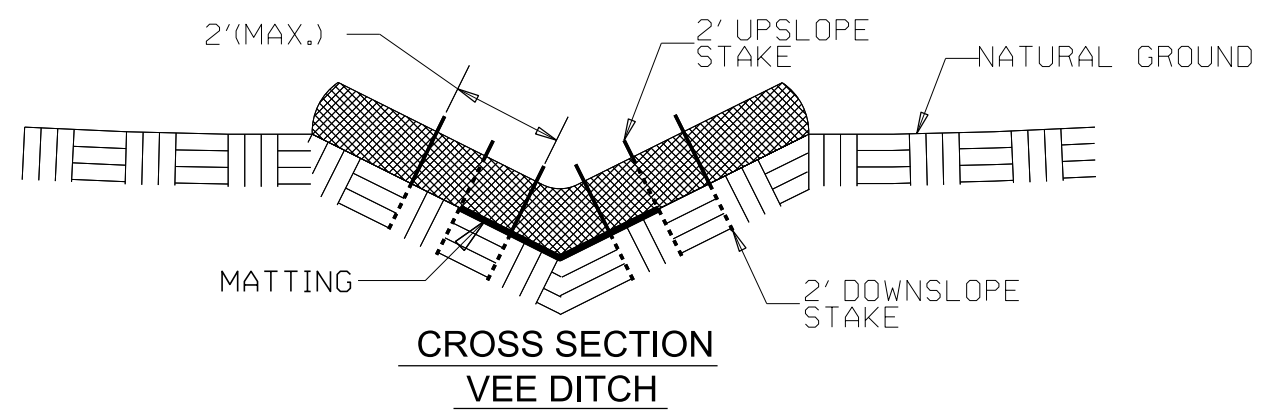 2'(MAX.)
2' UPSLOPE
STAKE
NATURAL GROUND
MATTING
2' DOWNSLOPE
STAKE
CROSS SECTION
VEE DITCH